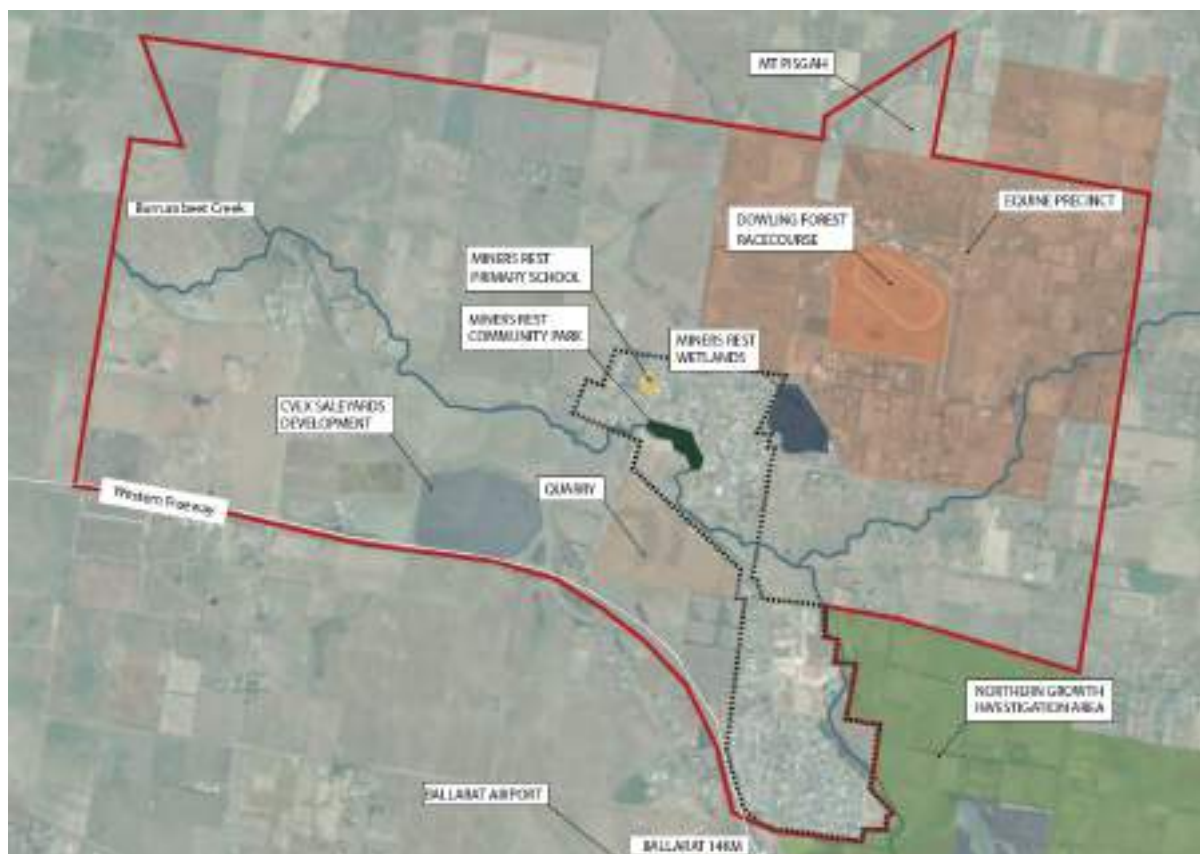 MT PISGAH
EQUINE PRECINCT
DOWLING FOREST
RACECOURSE
Burrumbeet Creek
MINERS REST
PRIMARY SCHOOL
MINERS REST
COMMUNITY PARK
MINERS REST
WETLANDS
CVLX SALEYARDS
DEVELOPMENT
QUARRY
Western Freeway
NORTHERN GROWTH
INVESTIGATION AREA
BALLARAT AIRPORT
BALLARAT 14KM